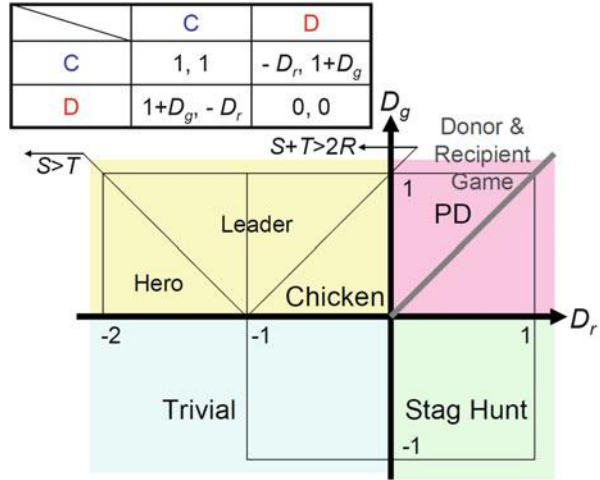 C D
C 1, 1 - Dr, 1+Dg
D 1+Dg, - Dr 0, 0
Dg
Donor &
Recipient
Game
S+T>2R
S>T
1
PD
Leader
Hero
Chicken
Dr
-2 -1 1
Trivial
Stag Hunt
-1